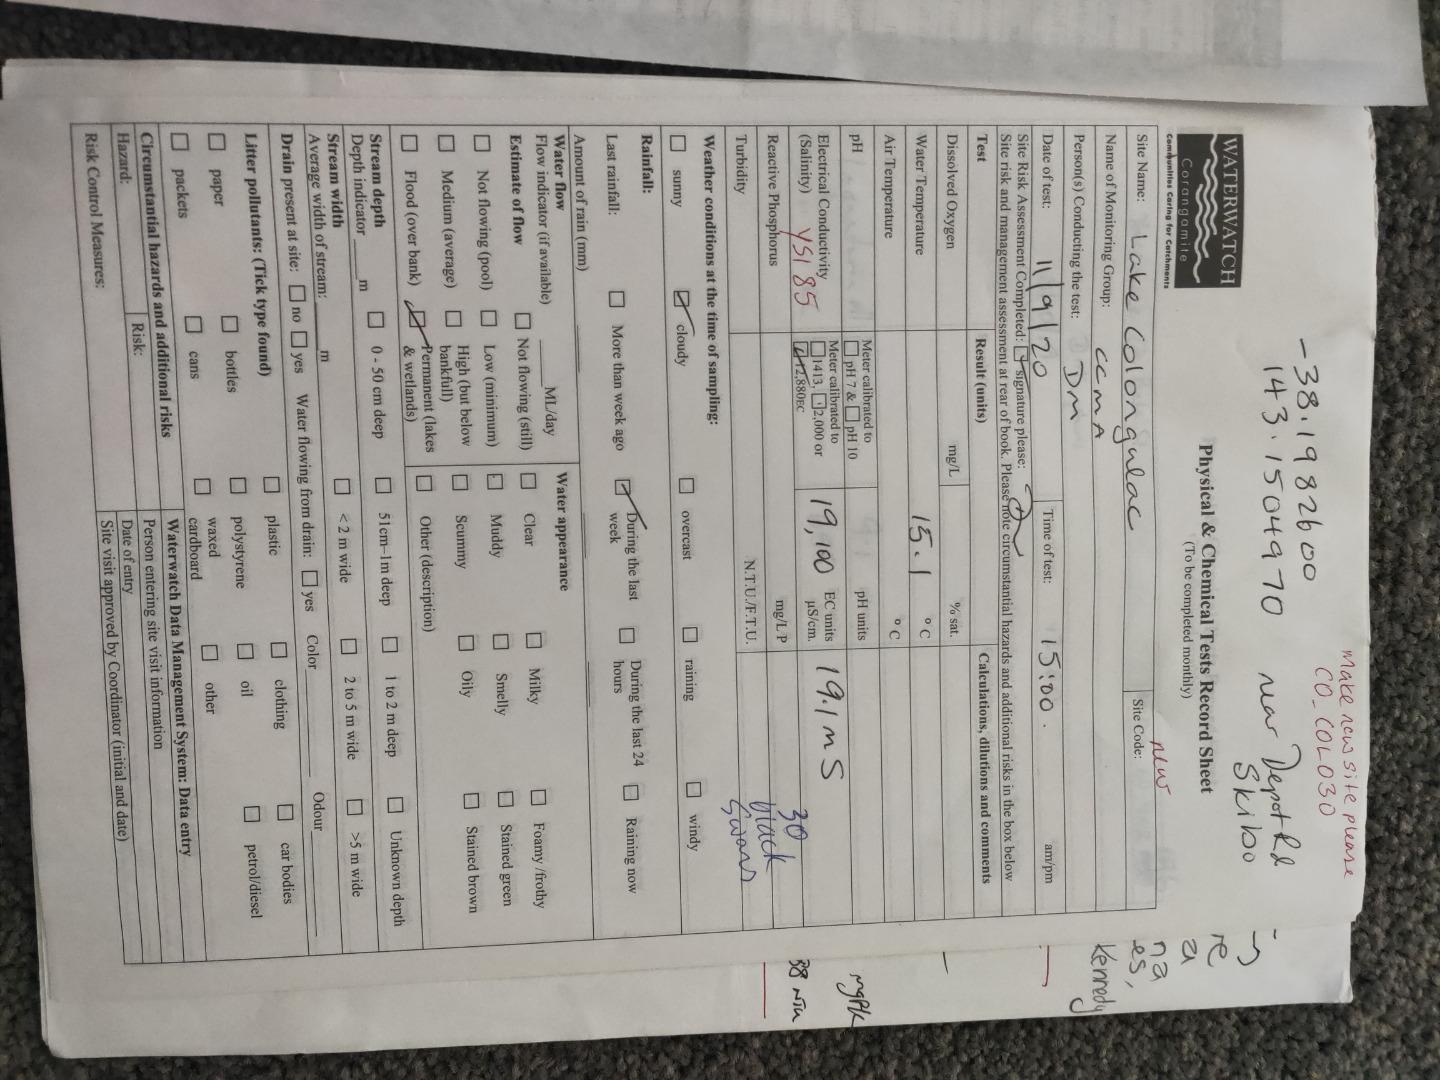 make new site please
CO_COL030
-38.1982600
143.1504970 near Depot Rd
Skibo
WATERWATCH
Corangamite
Communities Caring for Catchments
Physical & Chemical Tests Record Sheet
(To be completed monthly)
new
Site Name: Lake Colongulac Site Code:
Name of Monitoring Group: CCMA
Person(s) Conducting the test: DM
Date of test: 11/9/20 Time of test: 15:00. am/pm
Site Risk Assessment Completed: signature please:
Site risk and management assessment at rear of book. Please note circumstantial hazards and additional risks in the box below
Test Result (units) Calculations, dilutions and comments
Dissolved Oxygen mg/L % sat.
Water Temperature 15.1 °C
Air Temperature °C
pH Meter calibrated to pH 7 & pH 10 pH units
Electrical Conductivity (Salinity) YSI 85 Meter calibrated to 1413, 2,000 or 12,880EC 19,100 EC units µS/cm. 19.1 mS
Reactive Phosphorus mg/L P
Turbidity N.T.U./F.T.U.
30
black
swans
Weather conditions at the time of sampling:
sunny cloudy overcast raining windy
Rainfall:
Last rainfall: More than week ago During the last week During the last 24 hours Raining now
Amount of rain (mm)
Water flow
Flow indicator (if available) ML/day
Estimate of flow Not flowing (still)
Not flowing (pool) Low (minimum)
Medium (average) High (but below bankfull)
Flood (over bank) Permanent (lakes & wetlands)
Water appearance
Clear Milky Foamy /frothy
Muddy Smelly Stained green
Scummy Oily Stained brown
Other (description)
Stream depth
Depth indicator m 0 - 50 cm deep 51cm–1m deep 1 to 2 m deep Unknown depth
Stream width
Average width of stream: m < 2 m wide 2 to 5 m wide >5 m wide
Drain present at site: no yes Water flowing from drain: yes Color Odour
Litter pollutants: (Tick type found) plastic clothing car bodies
paper bottles polystyrene oil petrol/diesel
packets cans waxed cardboard other
Circumstantial hazards and additional risks
Hazard: Risk:
Risk Control Measures:
Waterwatch Data Management System: Data entry
Person entering site visit information
Date of entry
Site visit approved by Coordinator (initial and date)
re
na
es,
Kennedy
38 NTU